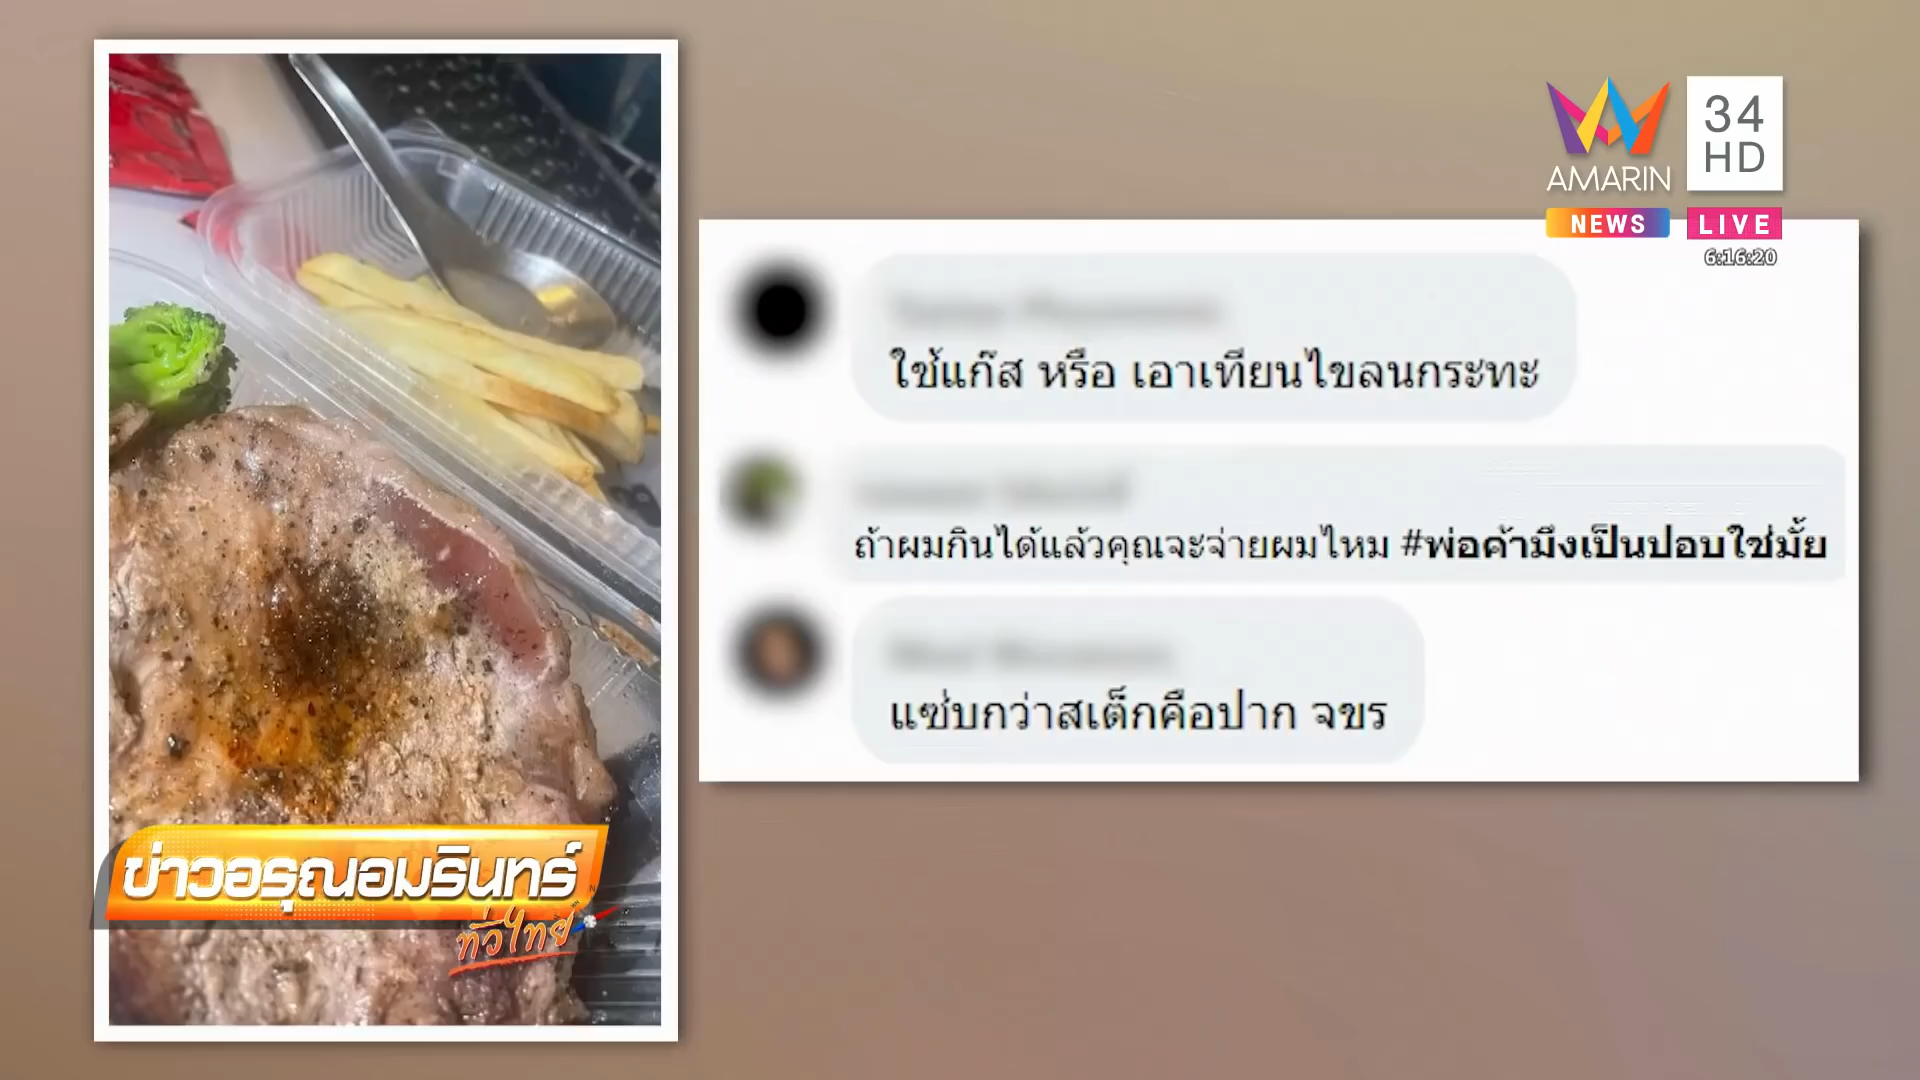 AMARIN
34
HD
NEWS
LIVE
6:16:20
ใช้แก๊ส หรือ เอาเทียนไขลนกระทะ
ถ้าผมกินได้แล้วคุณจะจ่ายผมไหม #พ่อค้ามึงเป็นปอบใช่มั้ย
แซ่บกว่าสเต็กคือปาก จขร
ข่าวอรุณอมรินทร์
ทั่วไทย